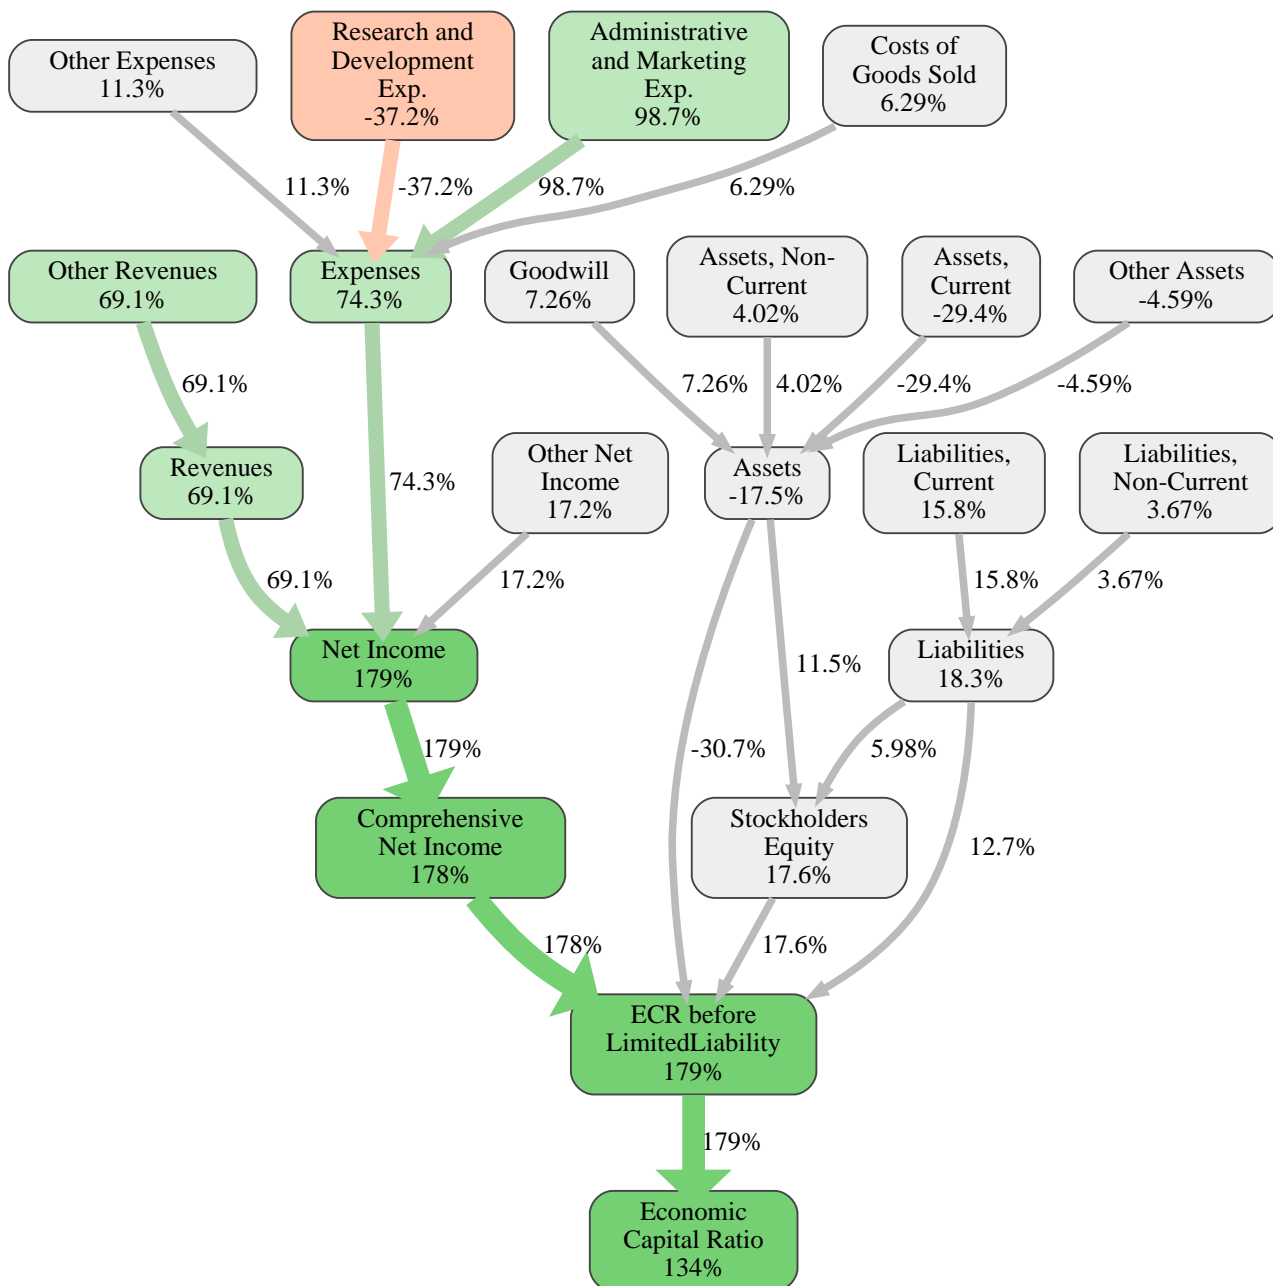 Other Expenses
11.3%
Research and
Development
Exp.
-37.2%
Administrative
and Marketing
Exp.
98.7%
Costs of
Goods Sold
6.29%
11.3%
-37.2%
98.7%
6.29%
Other Revenues
69.1%
Expenses
74.3%
Goodwill
7.26%
Assets, Non-
Current
4.02%
Assets,
Current
-29.4%
Other Assets
-4.59%
69.1%
7.26%
4.02%
-29.4%
-4.59%
Revenues
69.1%
74.3%
Other Net
Income
17.2%
Assets
-17.5%
Liabilities,
Current
15.8%
Liabilities,
Non-Current
3.67%
69.1%
17.2%
15.8%
3.67%
Net Income
179%
11.5%
Liabilities
18.3%
179%
-30.7%
5.98%
Comprehensive
Net Income
178%
Stockholders
Equity
17.6%
12.7%
178%
17.6%
ECR before
LimitedLiability
179%
179%
Economic
Capital Ratio
134%